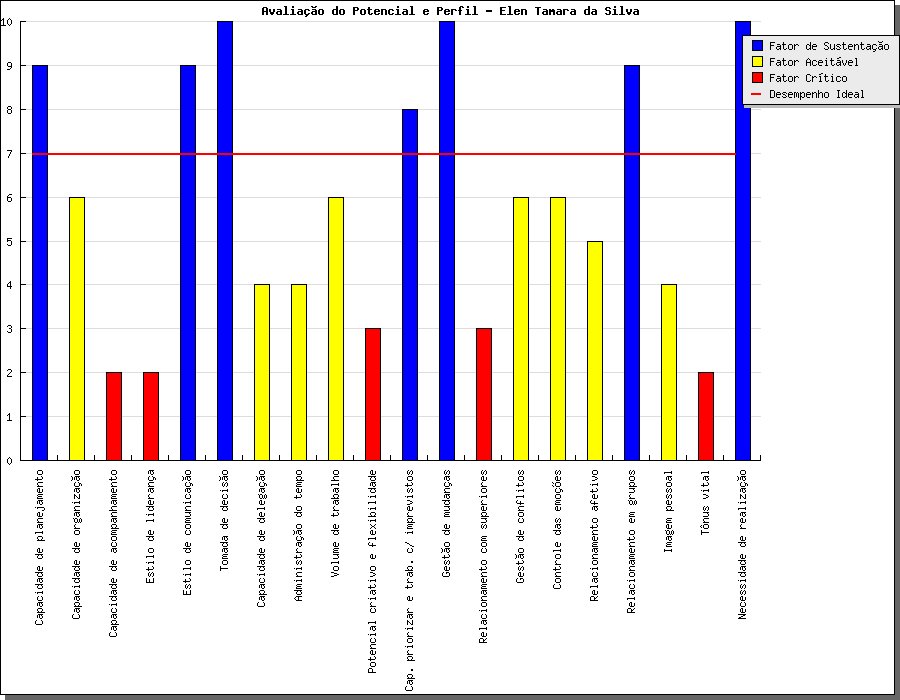 Avaliação do Potencial e Perfil - Elen Tamara da Silva
10
9
8
7
6
5
4
3
2
1
0
Fator de Sustentação
Fator Aceitável
Fator Crítico
Desempenho Ideal
Capacidade de planejamento
Capacidade de organização
Capacidade de acompanhamento
Estilo de liderança
Estilo de comunicação
Tomada de decisão
Capacidade de delegação
Administração do tempo
Volume de trabalho
Potencial criativo e flexibilidade
Cap. priorizar e trab. c/ imprevistos
Gestão de mudanças
Relacionamento com superiores
Gestão de conflitos
Controle das emoções
Relacionamento afetivo
Relacionamento em grupos
Imagem pessoal
Tônus vital
Necessidade de realização